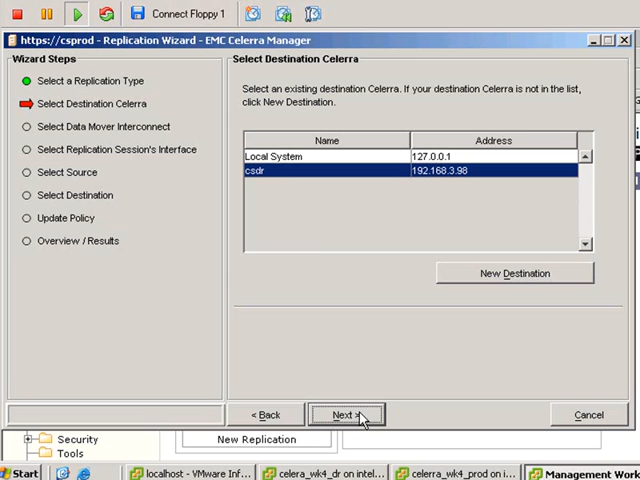 Connect Floppy 1
https://csprod - Replication Wizard - EMC Celerra Manager
Wizard Steps
Select a Replication Type
Select Destination Celerra
Select Data Mover Interconnect
Select Replication Session's Interface
Select Source
Select Destination
Update Policy
Overview / Results
Select Destination Celerra
Select an existing destination Celerra. If your destination Celerra is not in the list,
click New Destination.
Name Address
Local System 127.0.0.1
csdr 192.168.3.98
New Destination
< Back Next > Cancel
Security
Tools
New Replication
Start localhost - VMware Inf... celera_wk4_dr on intel... celerra_wk4_prod on i... Management Work